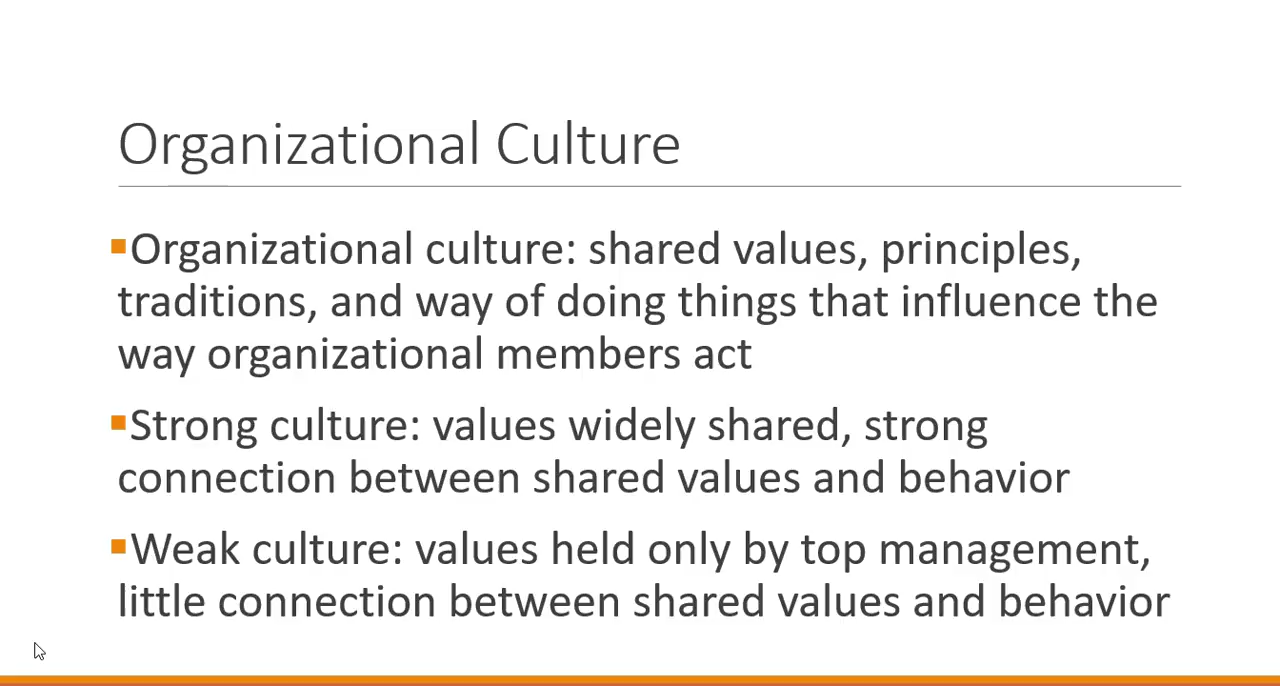 Organizational Culture
▪Organizational culture: shared values, principles,
traditions, and way of doing things that influence the
way organizational members act
▪Strong culture: values widely shared, strong
connection between shared values and behavior
▪Weak culture: values held only by top management,
little connection between shared values and behavior